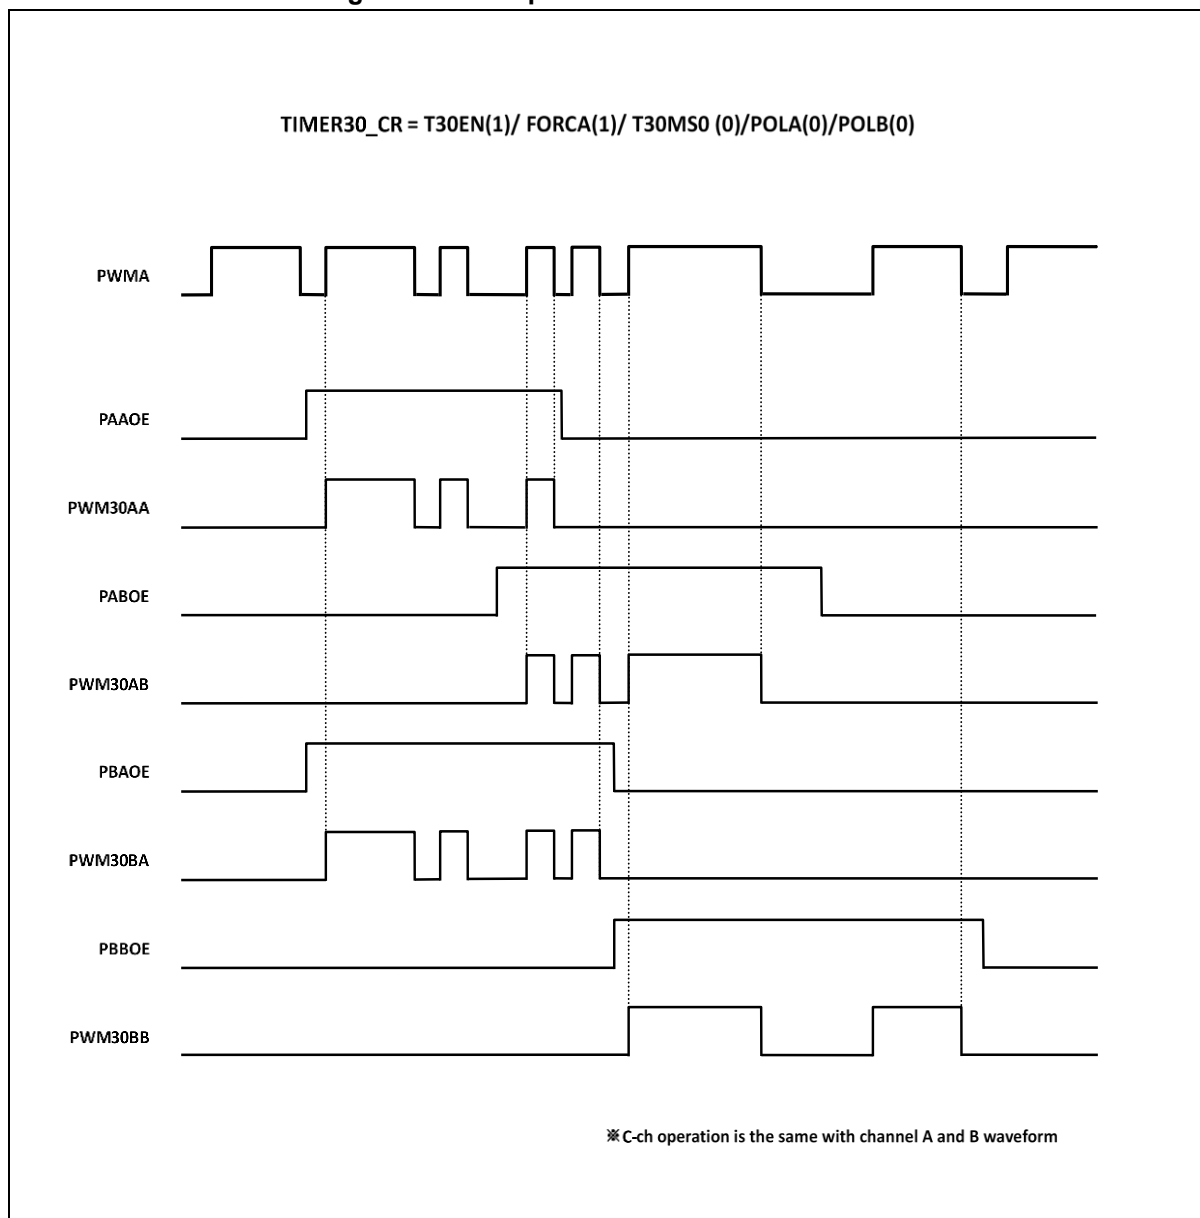 TIMER30_CR = T30EN(1)/ FORCA(1)/ T30MS0 (0)/POLA(0)/POLB(0)
PWMA
PAAOE
PWM30AA
PABOE
PWM30AB
PBAOE
PWM30BA
PBBOE
PWM30BB
※C-ch operation is the same with channel A and B waveform